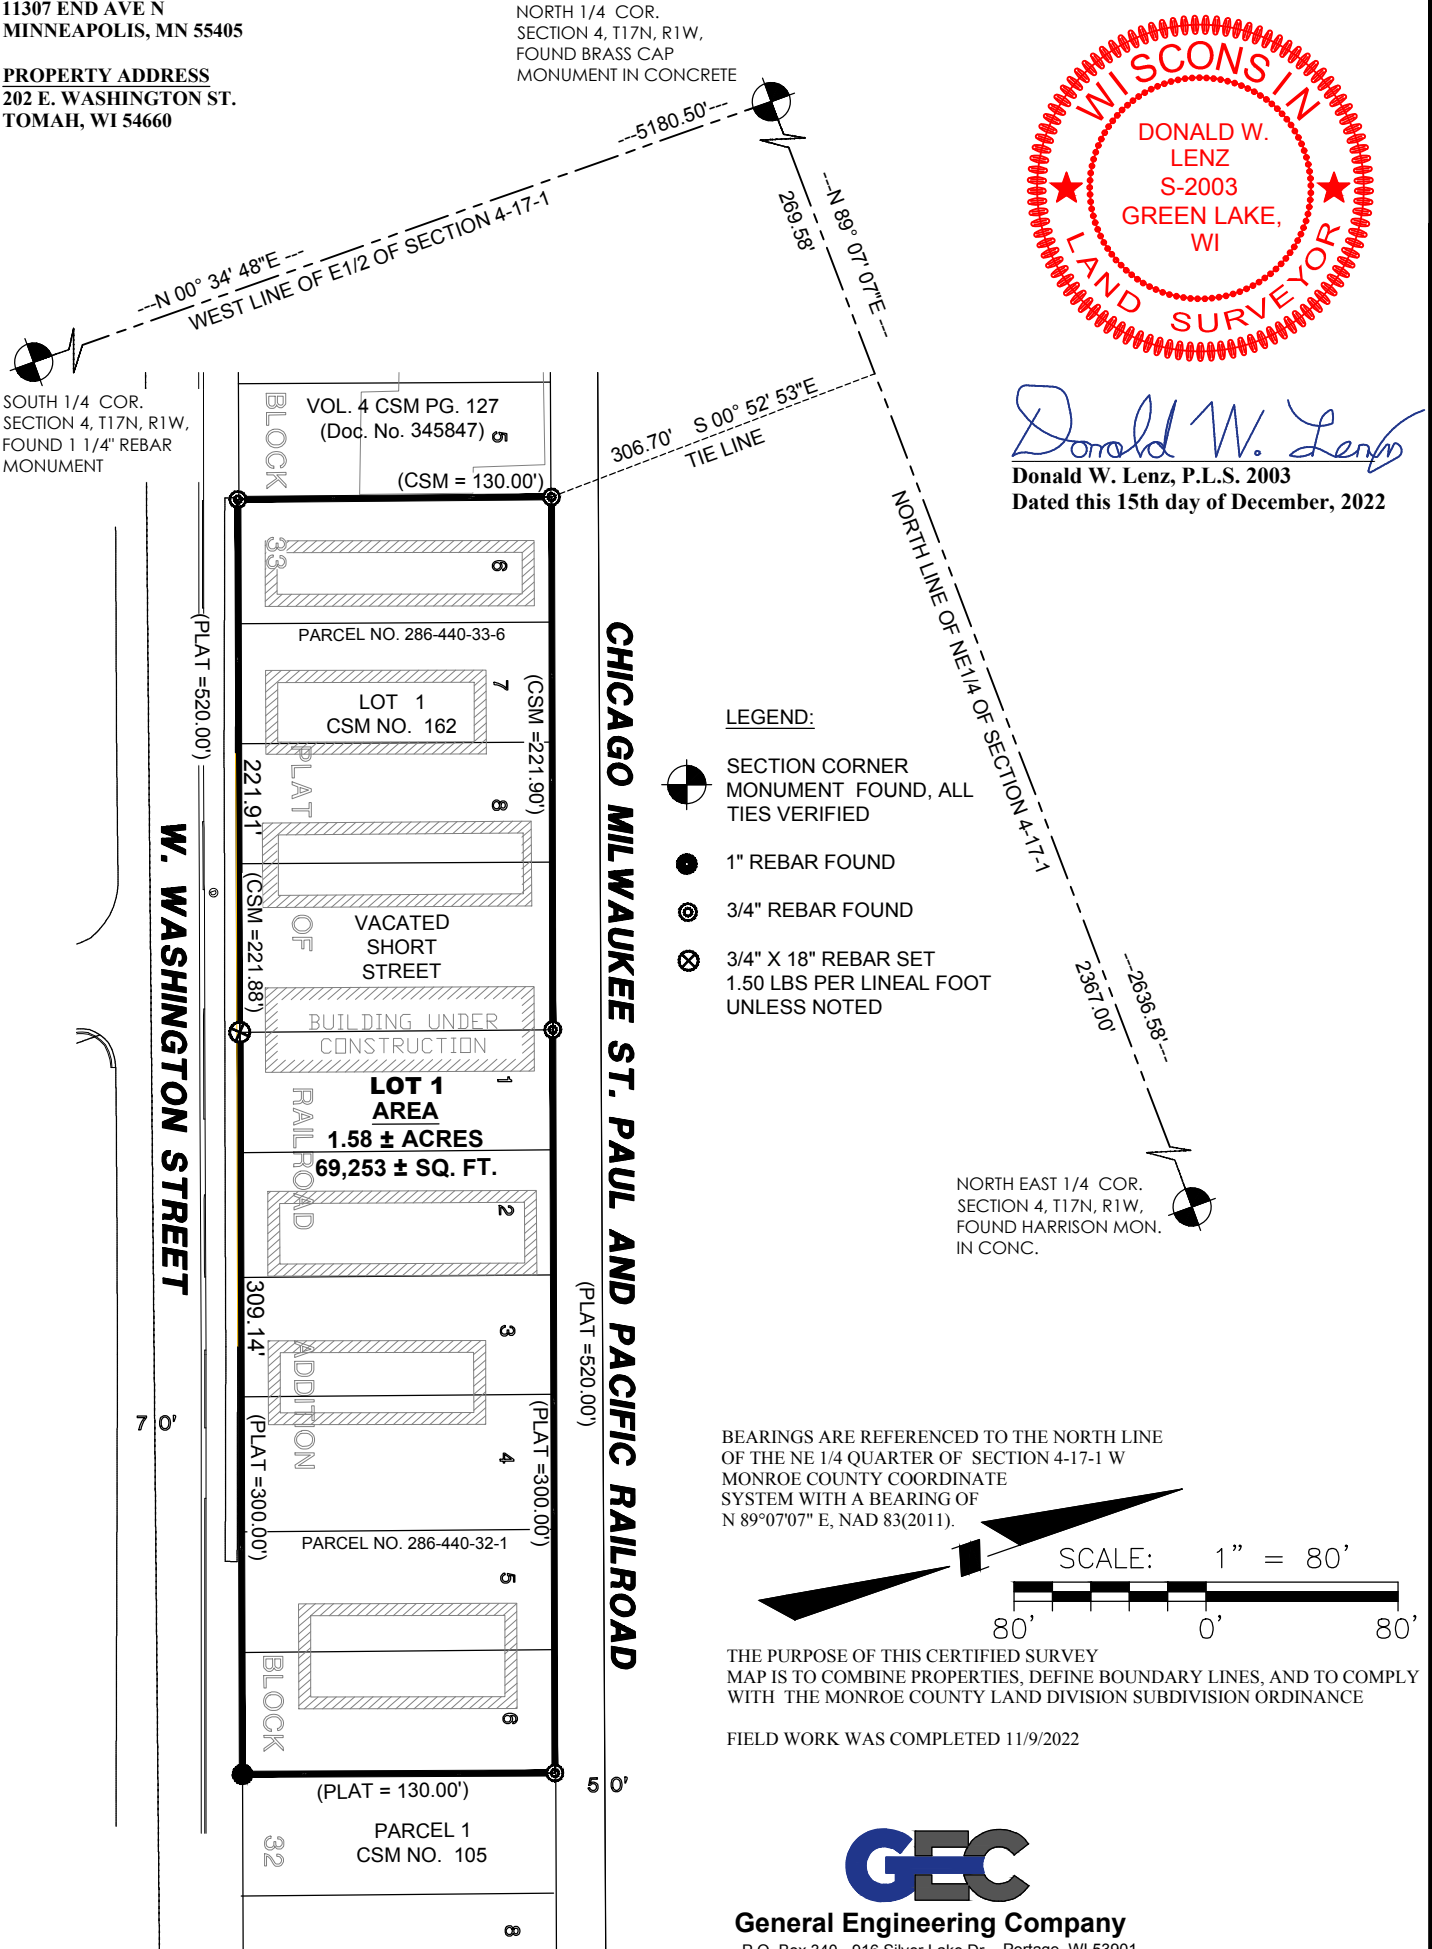 11307 END AVE N
MINNEAPOLIS, MN 55405
PROPERTY ADDRESS
202 E. WASHINGTON ST.
TOMAH, WI 54660
NORTH 1/4 COR.
SECTION 4, T17N, R1W,
FOUND BRASS CAP
MONUMENT IN CONCRETE
WISCONSIN
DONALD W.
LENZ
S-2003
GREEN LAKE,
WI
LAND SURVEYOR
Donald W. Lenz
Donald W. Lenz, P.L.S. 2003
Dated this 15th day of December, 2022
---5180.50'---
---N 00° 34' 48"E ---
WEST LINE OF E1/2 OF SECTION 4-17-1
269.58'
---N 89° 07' 07"E ---
SOUTH 1/4 COR.
SECTION 4, T17N, R1W,
FOUND 1 1/4" REBAR
MONUMENT
306.70' S 00° 52' 53"E
TIE LINE
NORTH LINE OF NE1/4 OF SECTION 4-17-1
2367.00'
---2636.58'---
NORTH EAST 1/4 COR.
SECTION 4, T17N, R1W,
FOUND HARRISON MON.
IN CONC.
BLOCK
33
VOL. 4 CSM PG. 127
(Doc. No. 345847)
5
(CSM = 130.00')
6
PARCEL NO. 286-440-33-6
(PLAT =520.00')
7
LOT 1
CSM NO. 162
(CSM =221.90')
221.91'
(CSM =221.88')
8
PLAT OF RAILROAD ADDITION
VACATED
SHORT
STREET
BUILDING UNDER
CONSTRUCTION
1
LOT 1
AREA
1.58 ± ACRES
69,253 ± SQ. FT.
2
309.14'
3
(PLAT =300.00')
4
(PLAT =300.00')
PARCEL NO. 286-440-32-1
5
BLOCK
32
6
(PLAT = 130.00')
PARCEL 1
CSM NO. 105
8
W. WASHINGTON STREET
70'
CHICAGO MILWAUKEE ST. PAUL AND PACIFIC RAILROAD
(PLAT =520.00')
50'
LEGEND:
SECTION CORNER
MONUMENT FOUND, ALL
TIES VERIFIED
1" REBAR FOUND
3/4" REBAR FOUND
3/4" X 18" REBAR SET
1.50 LBS PER LINEAL FOOT
UNLESS NOTED
BEARINGS ARE REFERENCED TO THE NORTH LINE
OF THE NE 1/4 QUARTER OF SECTION 4-17-1 W
MONROE COUNTY COORDINATE
SYSTEM WITH A BEARING OF
N 89°07'07" E, NAD 83(2011).
SCALE: 1" = 80'
80' 0' 80'
THE PURPOSE OF THIS CERTIFIED SURVEY
MAP IS TO COMBINE PROPERTIES, DEFINE BOUNDARY LINES, AND TO COMPLY
WITH THE MONROE COUNTY LAND DIVISION SUBDIVISION ORDINANCE
FIELD WORK WAS COMPLETED 11/9/2022
GEC
General Engineering Company
P.O. Box 340 916 Silver Lake Dr. Portage, WI 53901